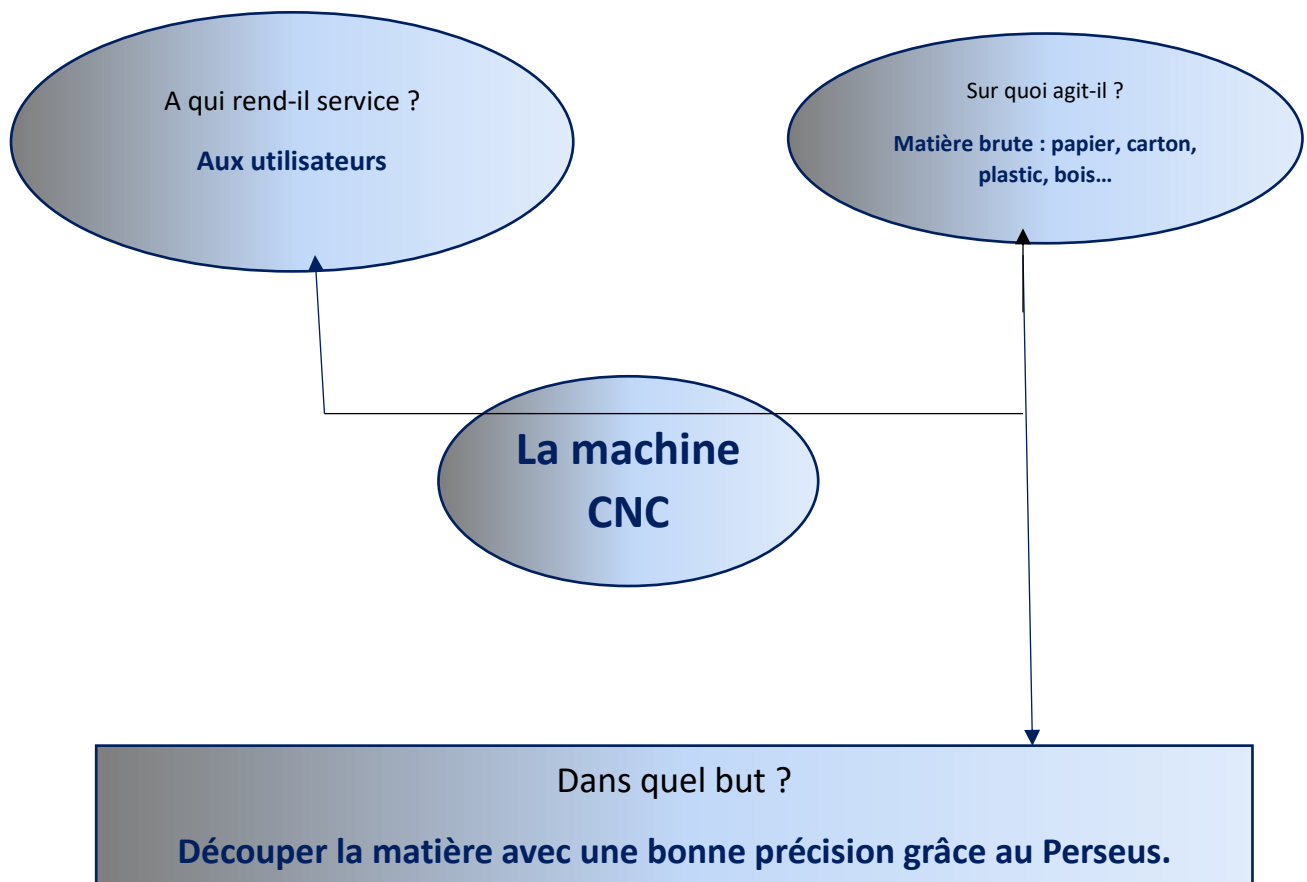 A qui rend-il service ?
Aux utilisateurs
Sur quoi agit-il ?
Matière brute : papier, carton,
plastic, bois…
La machine
CNC
Dans quel but ?
Découper la matière avec une bonne précision grâce au Perseus.